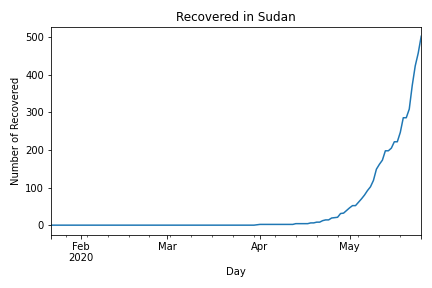 Recovered in Sudan
Number of Recovered
500
400
300
200
100
0
Feb
2020
Mar
Apr
May
Day